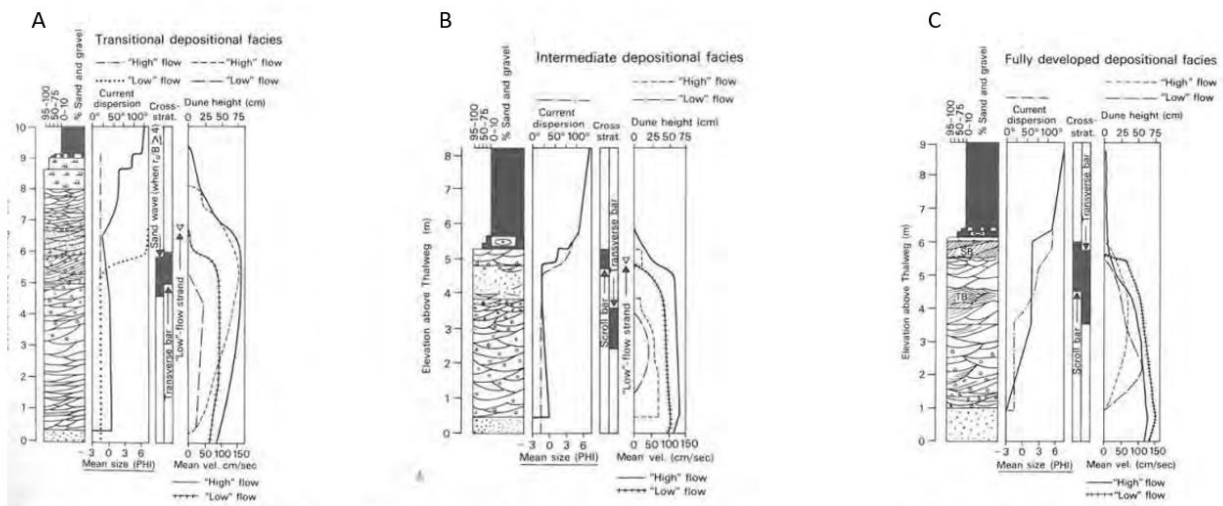 A
Transitional depositional facies
"High" flow
"High" flow
"Low" flow
"Low" flow
95–100
50–75
0–10
% Sand and gravel
Current dispersion
0° 100°
Cross-strat.
Sand wave (when r/B >4)
Dune height (cm)
0 25 50 75
10
9
8
7
6
5
4
3
2
1
0
Transverse bar
"Low"-flow strand
-3 0 3 6
Mean size (PHI)
0 50 100 150
Mean vel. cm/sec
"High" flow
"Low" flow
B
Intermediate depositional facies
"High" flow
"Low" flow
95–100
50–75
0–10
% Sand and gravel
Current dispersion
0° 100°
Cross-strat.
Dune height (cm)
0 25 50 75
Elevation above Thalweg (m)
8
7
6
5
4
3
2
1
0
Transverse bar
Scroll bar
"Low"-flow strand
-3 0 3 6
Mean size (PHI)
0 50 100 150
Mean vel. (cm/sec)
"High" flow
"Low" flow
C
Fully developed depositional facies
"High" flow
"Low" flow
95–100
50–75
0–10
% Sand and gravel
Current dispersion
0° 100°
Cross-strat.
Dune height (cm)
0 25 50 75
Elevation above Thalweg (m)
9
8
7
6
5
4
3
2
1
0
SB
TB
Transverse bar
Scroll bar
-3 0 3 6
Mean size (PHI)
0 50 100 150
Mean vel. (cm/sec)
"High" flow
"Low" flow